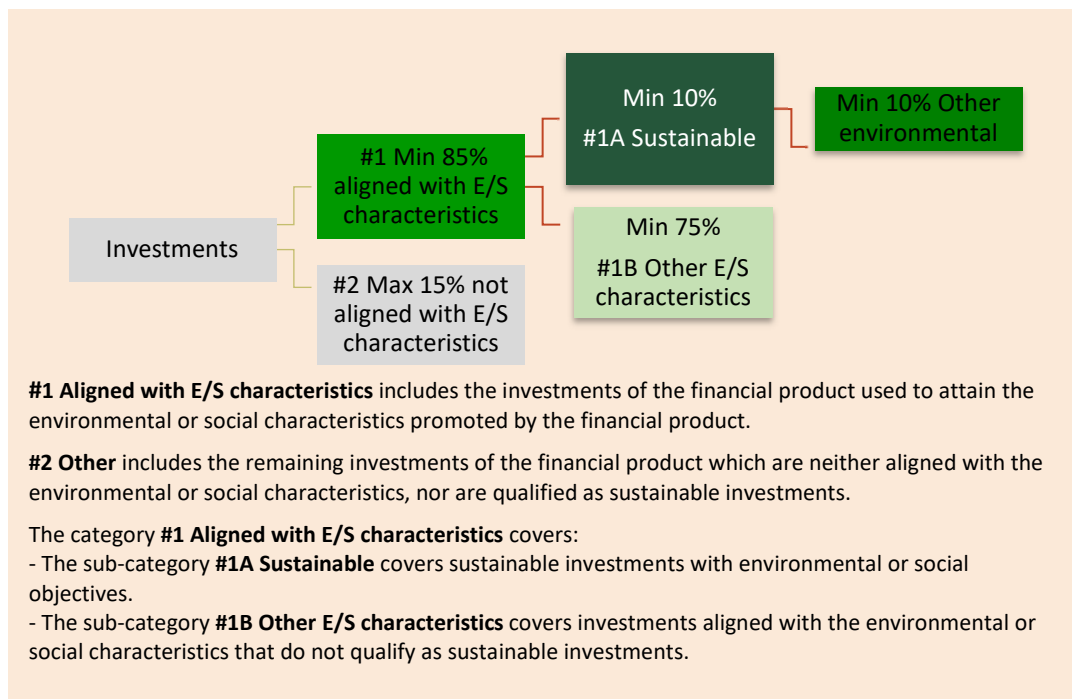 Investments
#1 Min 85%
aligned with E/S
characteristics
#2 Max 15% not
aligned with E/S
characteristics
Min 10%
#1A Sustainable
Min 75%
#1B Other E/S
characteristics
Min 10% Other
environmental
#1 Aligned with E/S characteristics includes the investments of the financial product used to attain the
environmental or social characteristics promoted by the financial product.
#2 Other includes the remaining investments of the financial product which are neither aligned with the
environmental or social characteristics, nor are qualified as sustainable investments.
The category #1 Aligned with E/S characteristics covers:
- The sub-category #1A Sustainable covers sustainable investments with environmental or social
objectives.
- The sub-category #1B Other E/S characteristics covers investments aligned with the environmental or
social characteristics that do not qualify as sustainable investments.